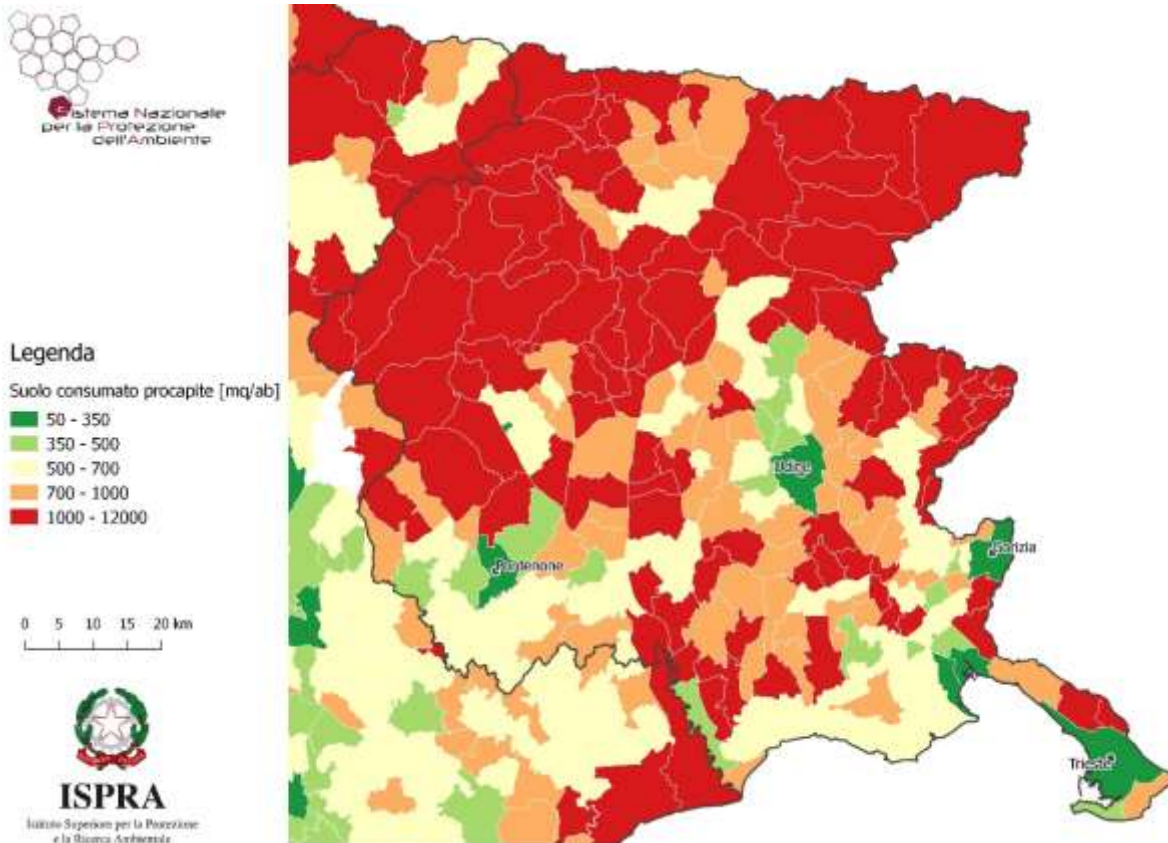 Sistema Nazionale
per la Protezione
dell'Ambiente
Legenda
Suolo consumato procapite [mq/ab]
50 - 350
350 - 500
500 - 700
700 - 1000
1000 - 12000
0 5 10 15 20 km
ISPRA
Istituto Superiore per la Protezione
e la Ricerca Ambientale
Udine
Gorizia
Pordenone
Trieste